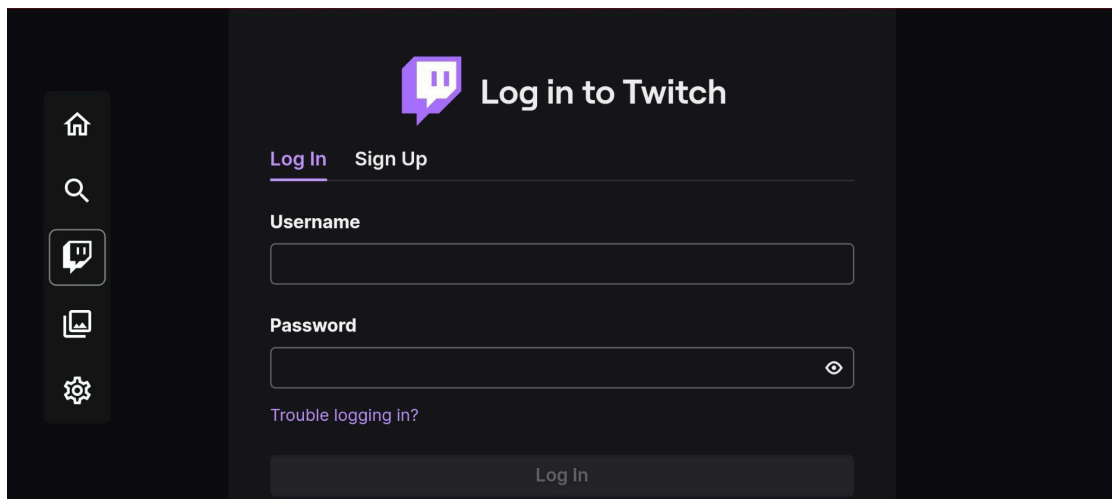 Log in to Twitch
Log In Sign Up
Username
Password
Trouble logging in?
Log In